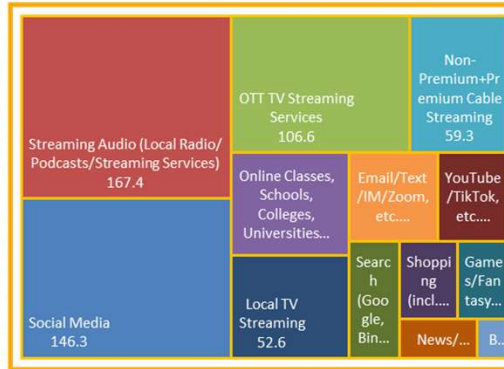 Streaming Audio (Local Radio/
Podcasts/Streaming Services)
167.4
Social Media
146.3
OTT TV Streaming
Services
106.6
Non-
Premium+Pr
emium Cable
Streaming
59.3
Online Classes,
Schools,
Colleges,
Universities...
Local TV
Streaming
52.6
Email/Text
/IM/Zoom,
etc....
YouTube
/TikTok,
etc....
Searc
h
(Goo
gle,
Bin...
Shoppi
ng
(incl....
Game
s/Fan
tasy...
News/...
B...